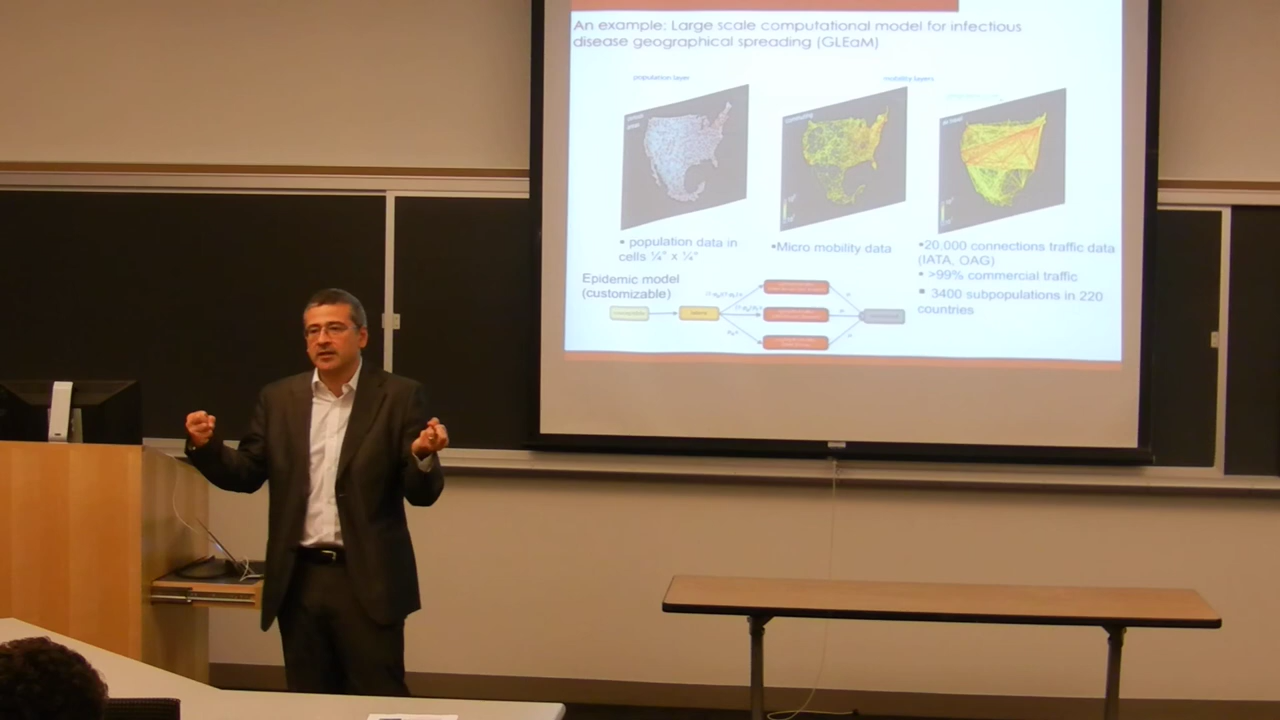 An example: Large scale computational model for infectious
disease geographical spreading (GLEaM)
population layer
mobility layers
▪ population data in
cells ¼° x ¼°
▪Micro mobility data
▪20.000 connections traffic data
(IATA, OAG)
▪ >99% commercial traffic
▪ 3400 subpopulations in 220
countries
Epidemic model
(customizable)